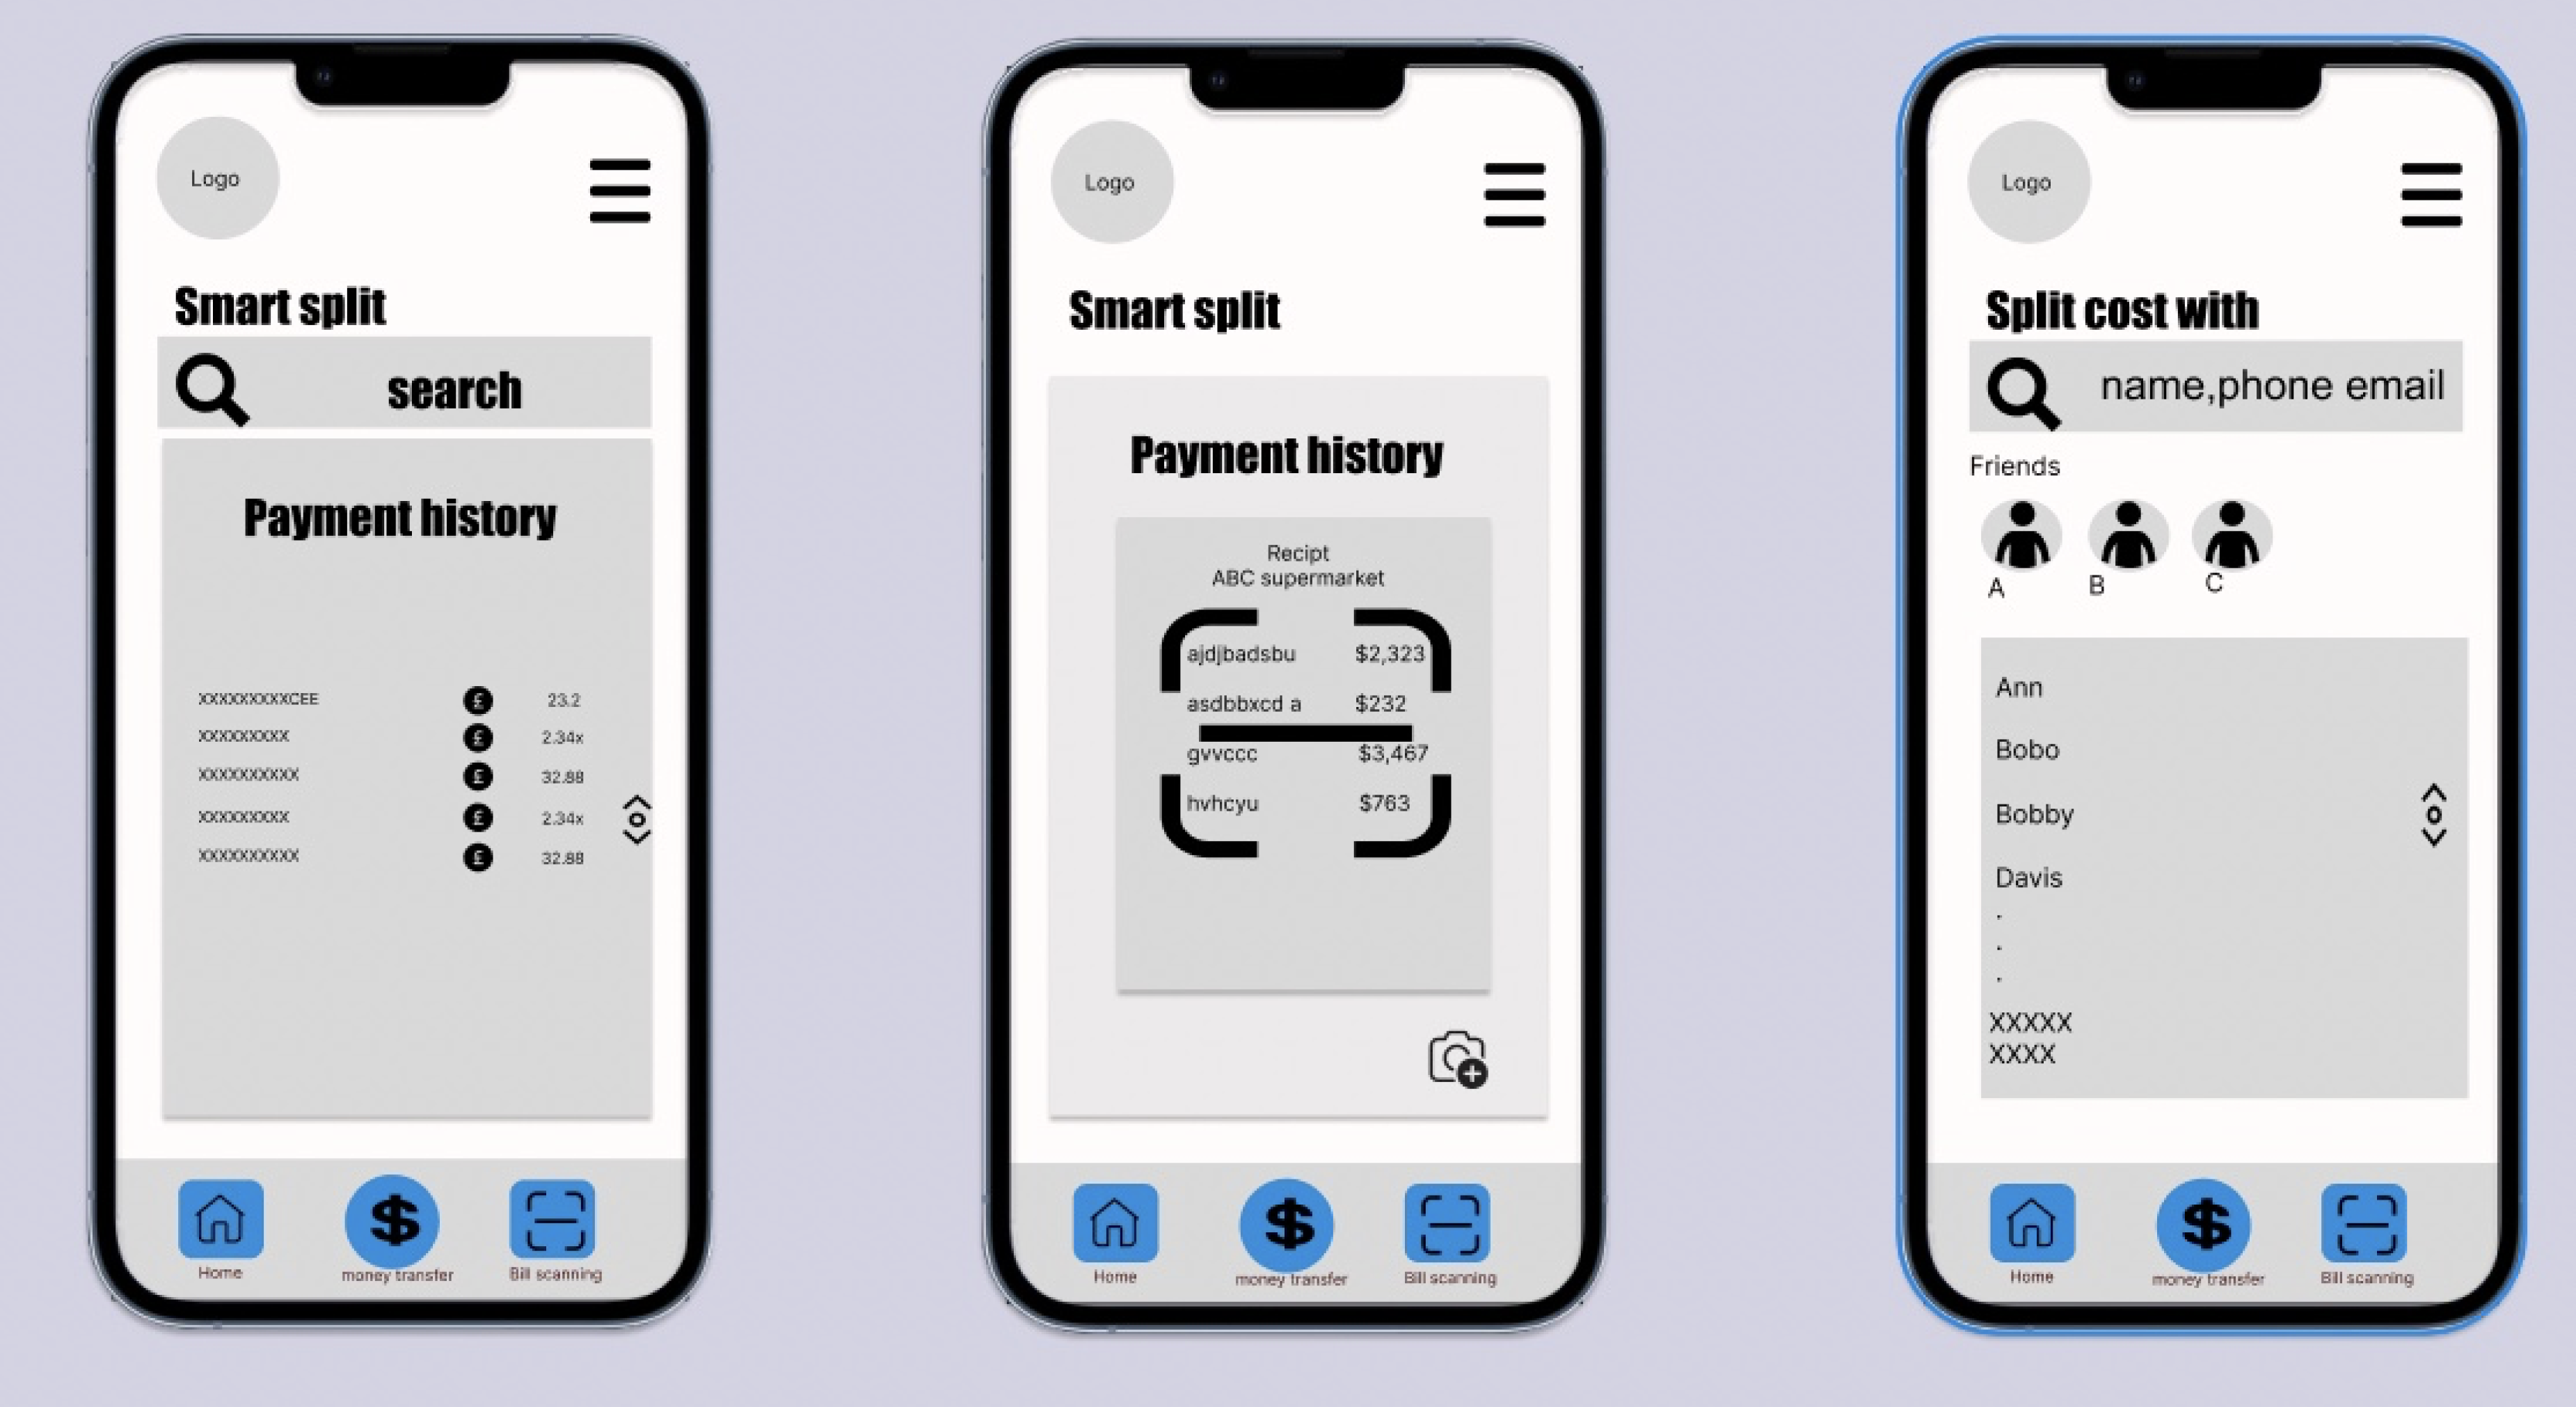 Logo
Smart split
search
Payment history
XXXXXXXXXCEE £ 23.2
XXXXXXXXX £ 2.34x
XXXXXXXXXX £ 32.88
XXXXXXXXX £ 2.34x
XXXXXXXXXX £ 32.88
$
Home money transfer Bill scanning
Logo
Smart split
Payment history
Recipt
ABC supermarket
ajdjbadsbu $2,323
asdbbxcd a $232
gvvccc $3,467
hvhcyu $763
$
Home money transfer Bill scanning
Logo
Split cost with
name,phone email
Friends
A B C
Ann
Bobo
Bobby
Davis
.
.
.
XXXXX
XXXX
$
Home money transfer Bill scanning